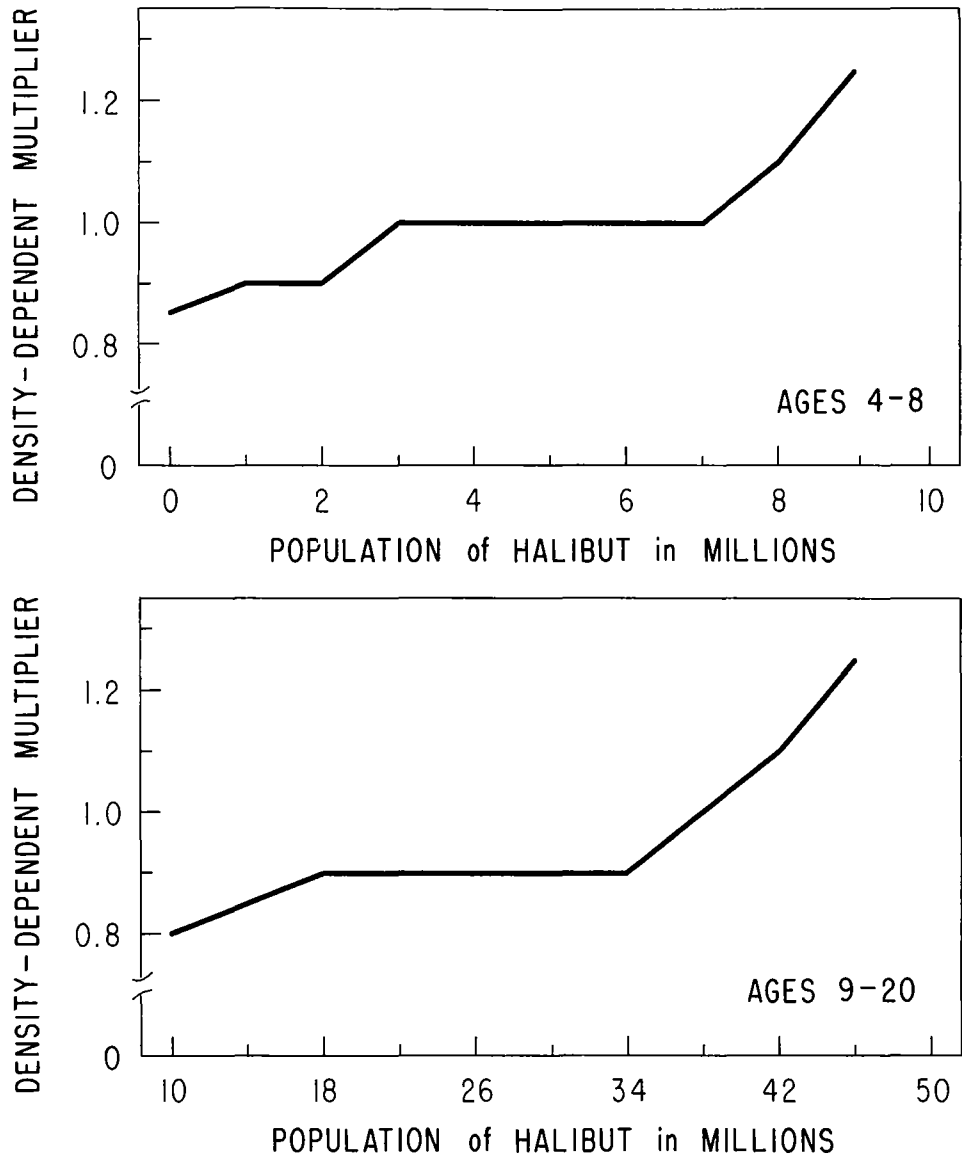 DENSITY-DEPENDENT MULTIPLIER
1.2
1.0
0.8
0
AGES 4-8
0 2 4 6 8 10
POPULATION of HALIBUT in MILLIONS
DENSITY-DEPENDENT MULTIPLIER
1.2
1.0
0.8
0
AGES 9-20
10 18 26 34 42 50
POPULATION of HALIBUT in MILLIONS